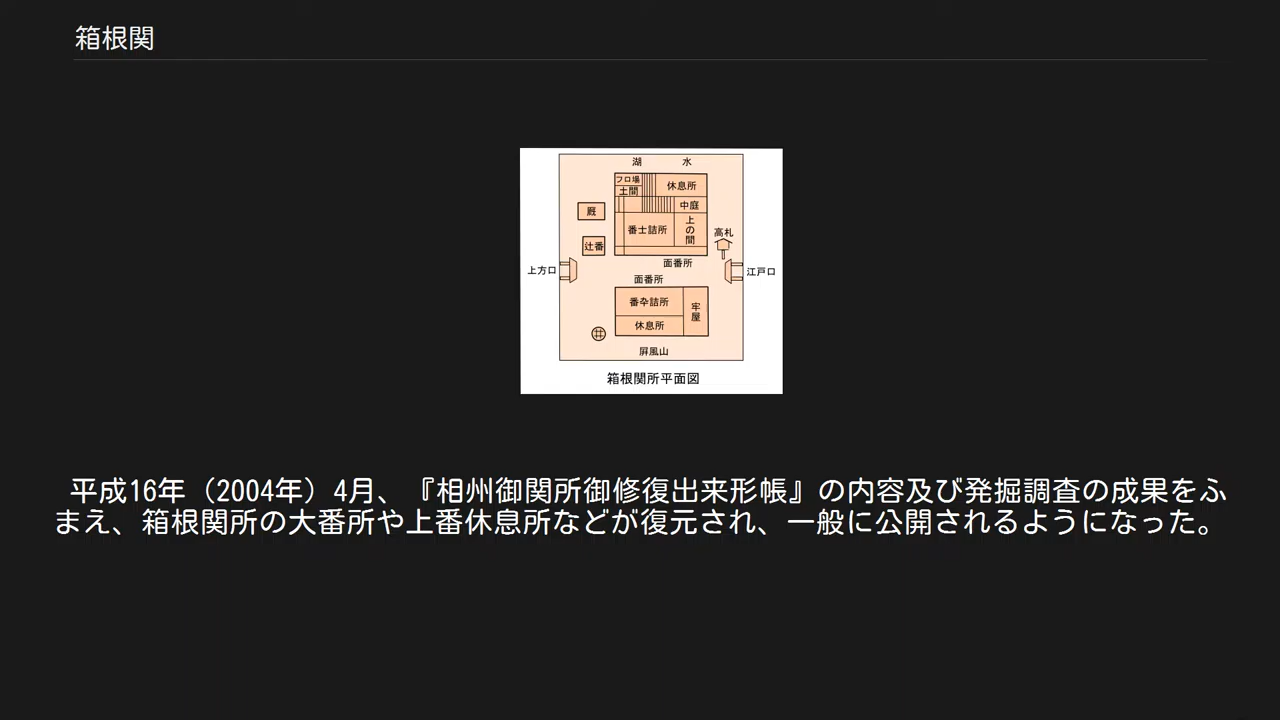 箱根関
湖 水
フロ場
土間
休息所
中庭
厩
番士詰所
上の間
高札
辻番
面番所
上方口
江戸口
面番所
番卒詰所
牢屋
休息所
屏風山
箱根関所平面図
平成16年（2004年）4月、『相州御関所御修復出来形帳』の内容及び発掘調査の成果をふ
まえ、箱根関所の大番所や上番休息所などが復元され、一般に公開されるようになった。